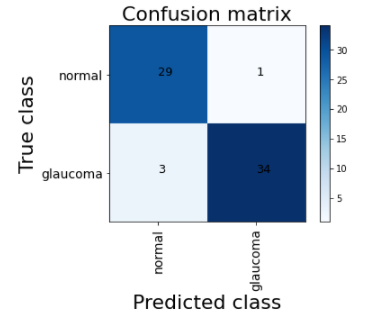 Confusion matrix
True class
normal
29
1
glaucoma
3
34
normal
glaucoma
Predicted class
30
25
20
15
10
5